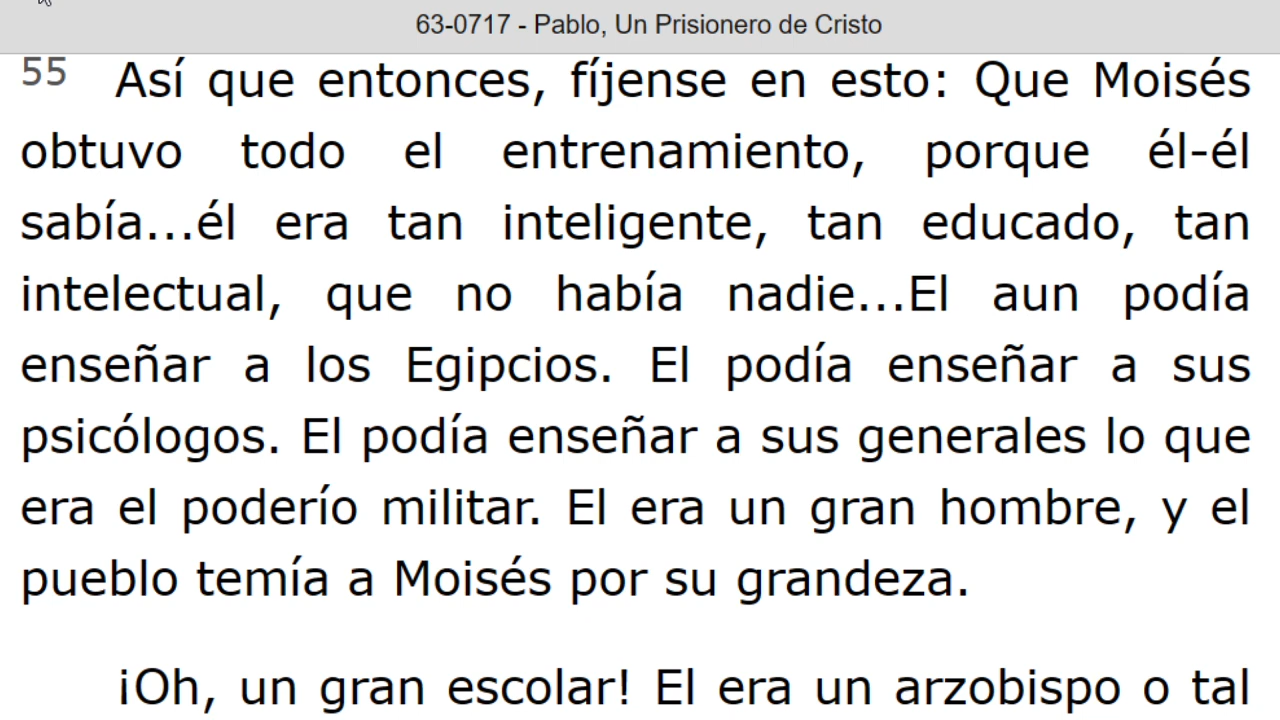 63-0717 - Pablo, Un Prisionero de Cristo
55 Así que entonces, fíjense en esto: Que Moisés
obtuvo todo el entrenamiento, porque él-él
sabía...él era tan inteligente, tan educado, tan
intelectual, que no había nadie...El aun podía
enseñar a los Egipcios. El podía enseñar a sus
psicólogos. El podía enseñar a sus generales lo que
era el poderío militar. El era un gran hombre, y el
pueblo temía a Moisés por su grandeza.
¡Oh, un gran escolar! El era un arzobispo o tal